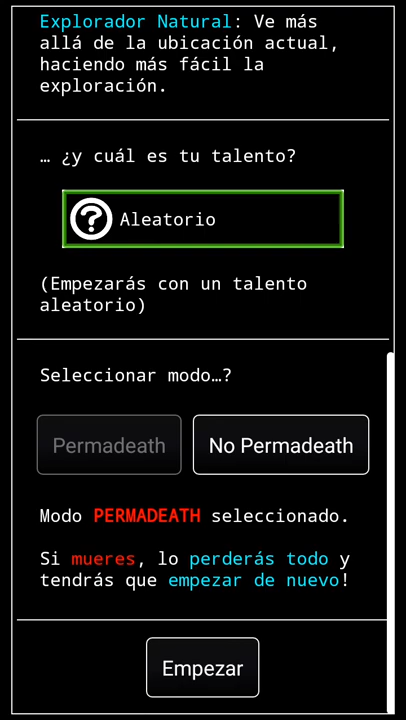 Explorador Natural: Ve más
allá de la ubicación actual,
haciendo más fácil la
exploración.
… ¿y cuál es tu talento?
Aleatorio
(Empezarás con un talento
aleatorio)
Seleccionar modo…?
Permadeath
No Permadeath
Modo PERMADEATH seleccionado.
Si mueres, lo perderás todo y
tendrás que empezar de nuevo!
Empezar